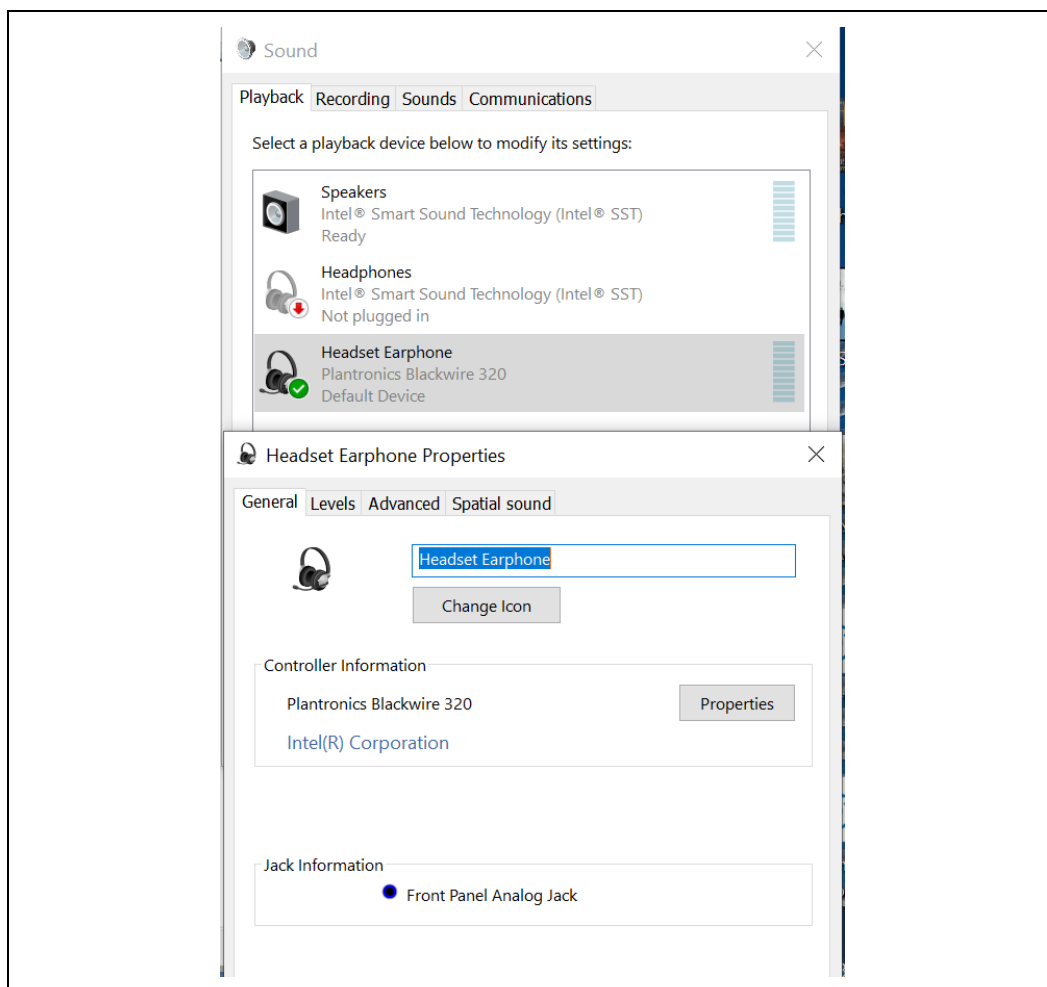 Sound
Playback Recording Sounds Communications
Select a playback device below to modify its settings:
Speakers
Intel® Smart Sound Technology (Intel® SST)
Ready
Headphones
Intel® Smart Sound Technology (Intel® SST)
Not plugged in
Headset Earphone
Plantronics Blackwire 320
Default Device
Headset Earphone Properties
General Levels Advanced Spatial sound
Headset Earphone
Change Icon
Controller Information
Plantronics Blackwire 320 Properties
Intel(R) Corporation
Jack Information
Front Panel Analog Jack